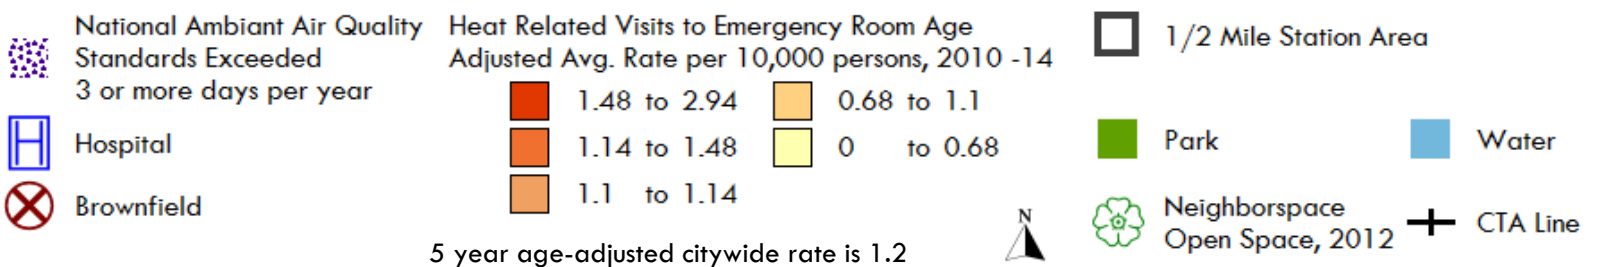 National Ambiant Air Quality
Standards Exceeded
3 or more days per year
Hospital
Brownfield
Heat Related Visits to Emergency Room Age
Adjusted Avg. Rate per 10,000 persons, 2010 -14
1.48 to 2.94
1.14 to 1.48
1.1 to 1.14
0.68 to 1.1
0 to 0.68
5 year age-adjusted citywide rate is 1.2
N
1/2 Mile Station Area
Park
Water
Neighborspace
Open Space, 2012
CTA Line